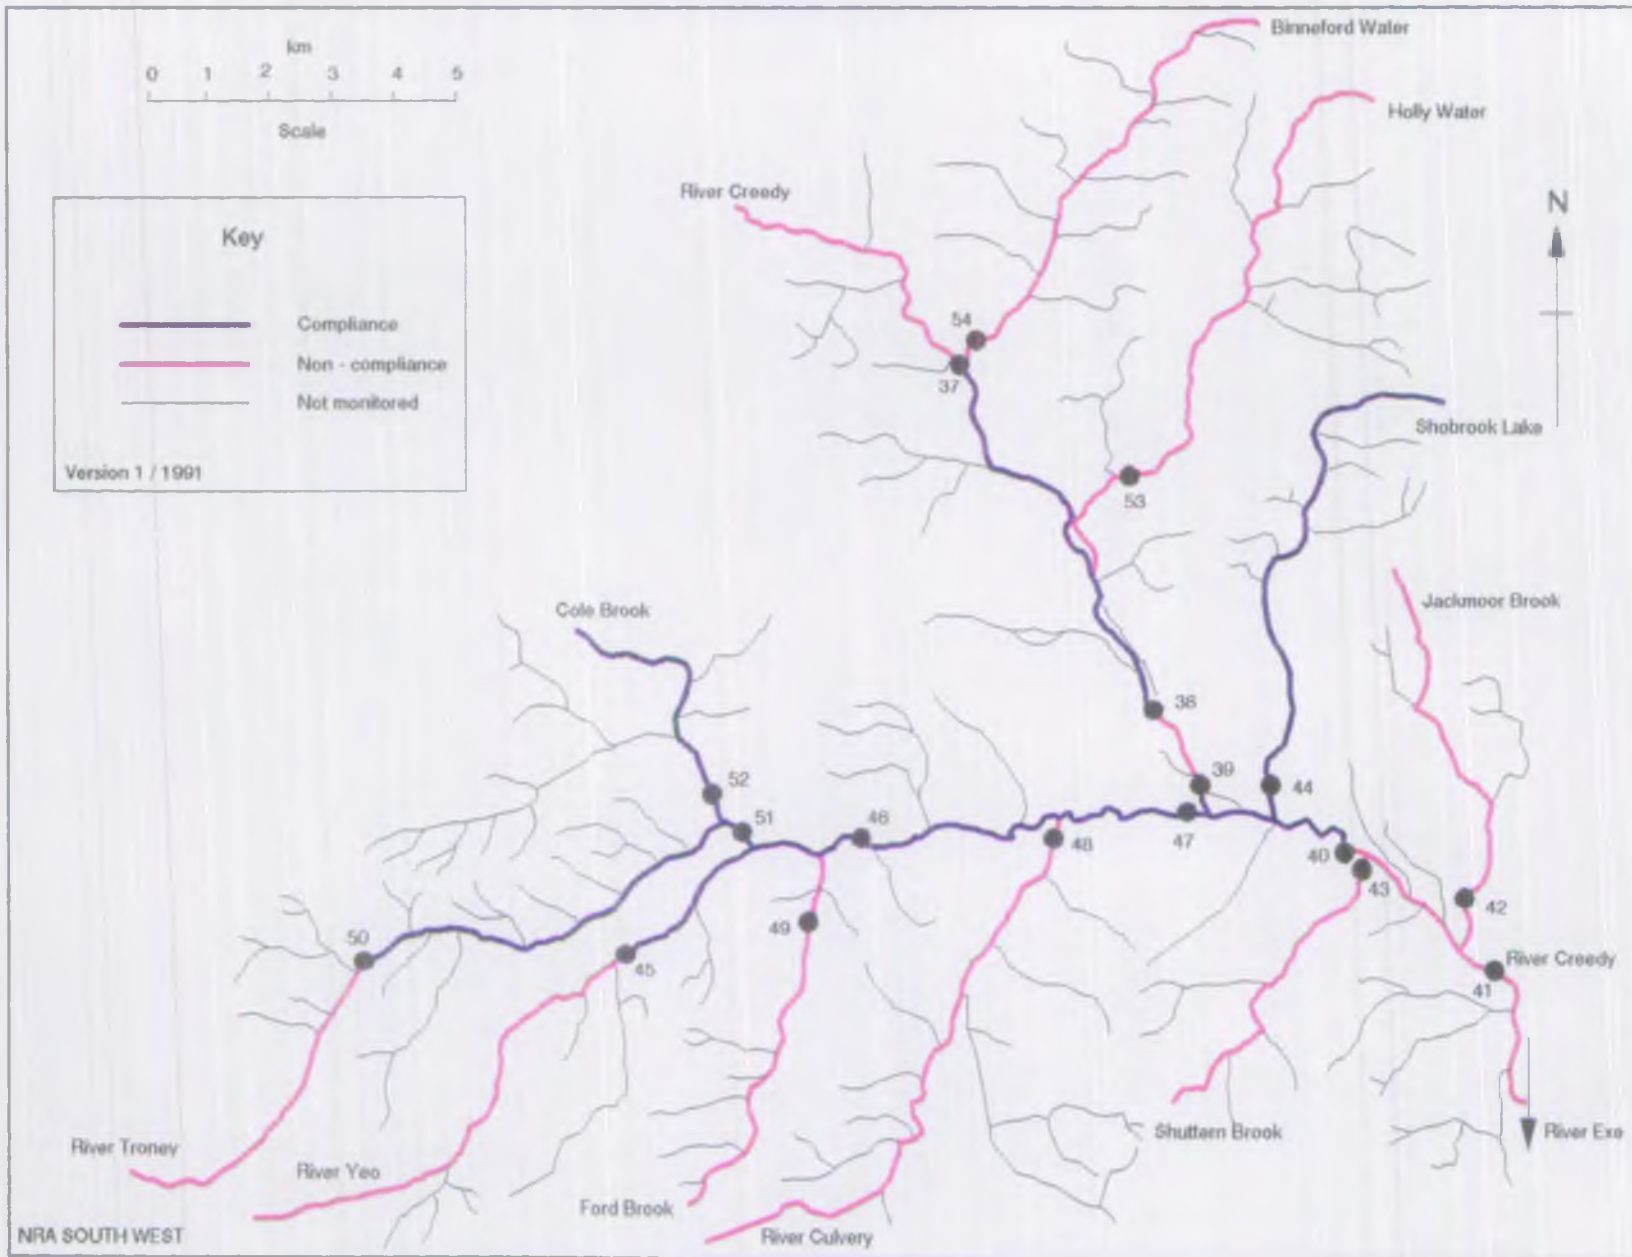 km
0 1 2 3 4 5
Scale
Key
Compliance
Non - compliance
Not monitored
Version 1 / 1991
Binneford Water
Holly Water
River Creedy
N
54
37
Shobrook Lake
53
Jackmoor Brook
Cole Brook
38
39
44
52
51
46
48
47
40
43
42
49
50
45
River Creedy
41
River Troney
River Yeo
Ford Brook
River Culvery
Shuttern Brook
River Exe
NRA SOUTH WEST